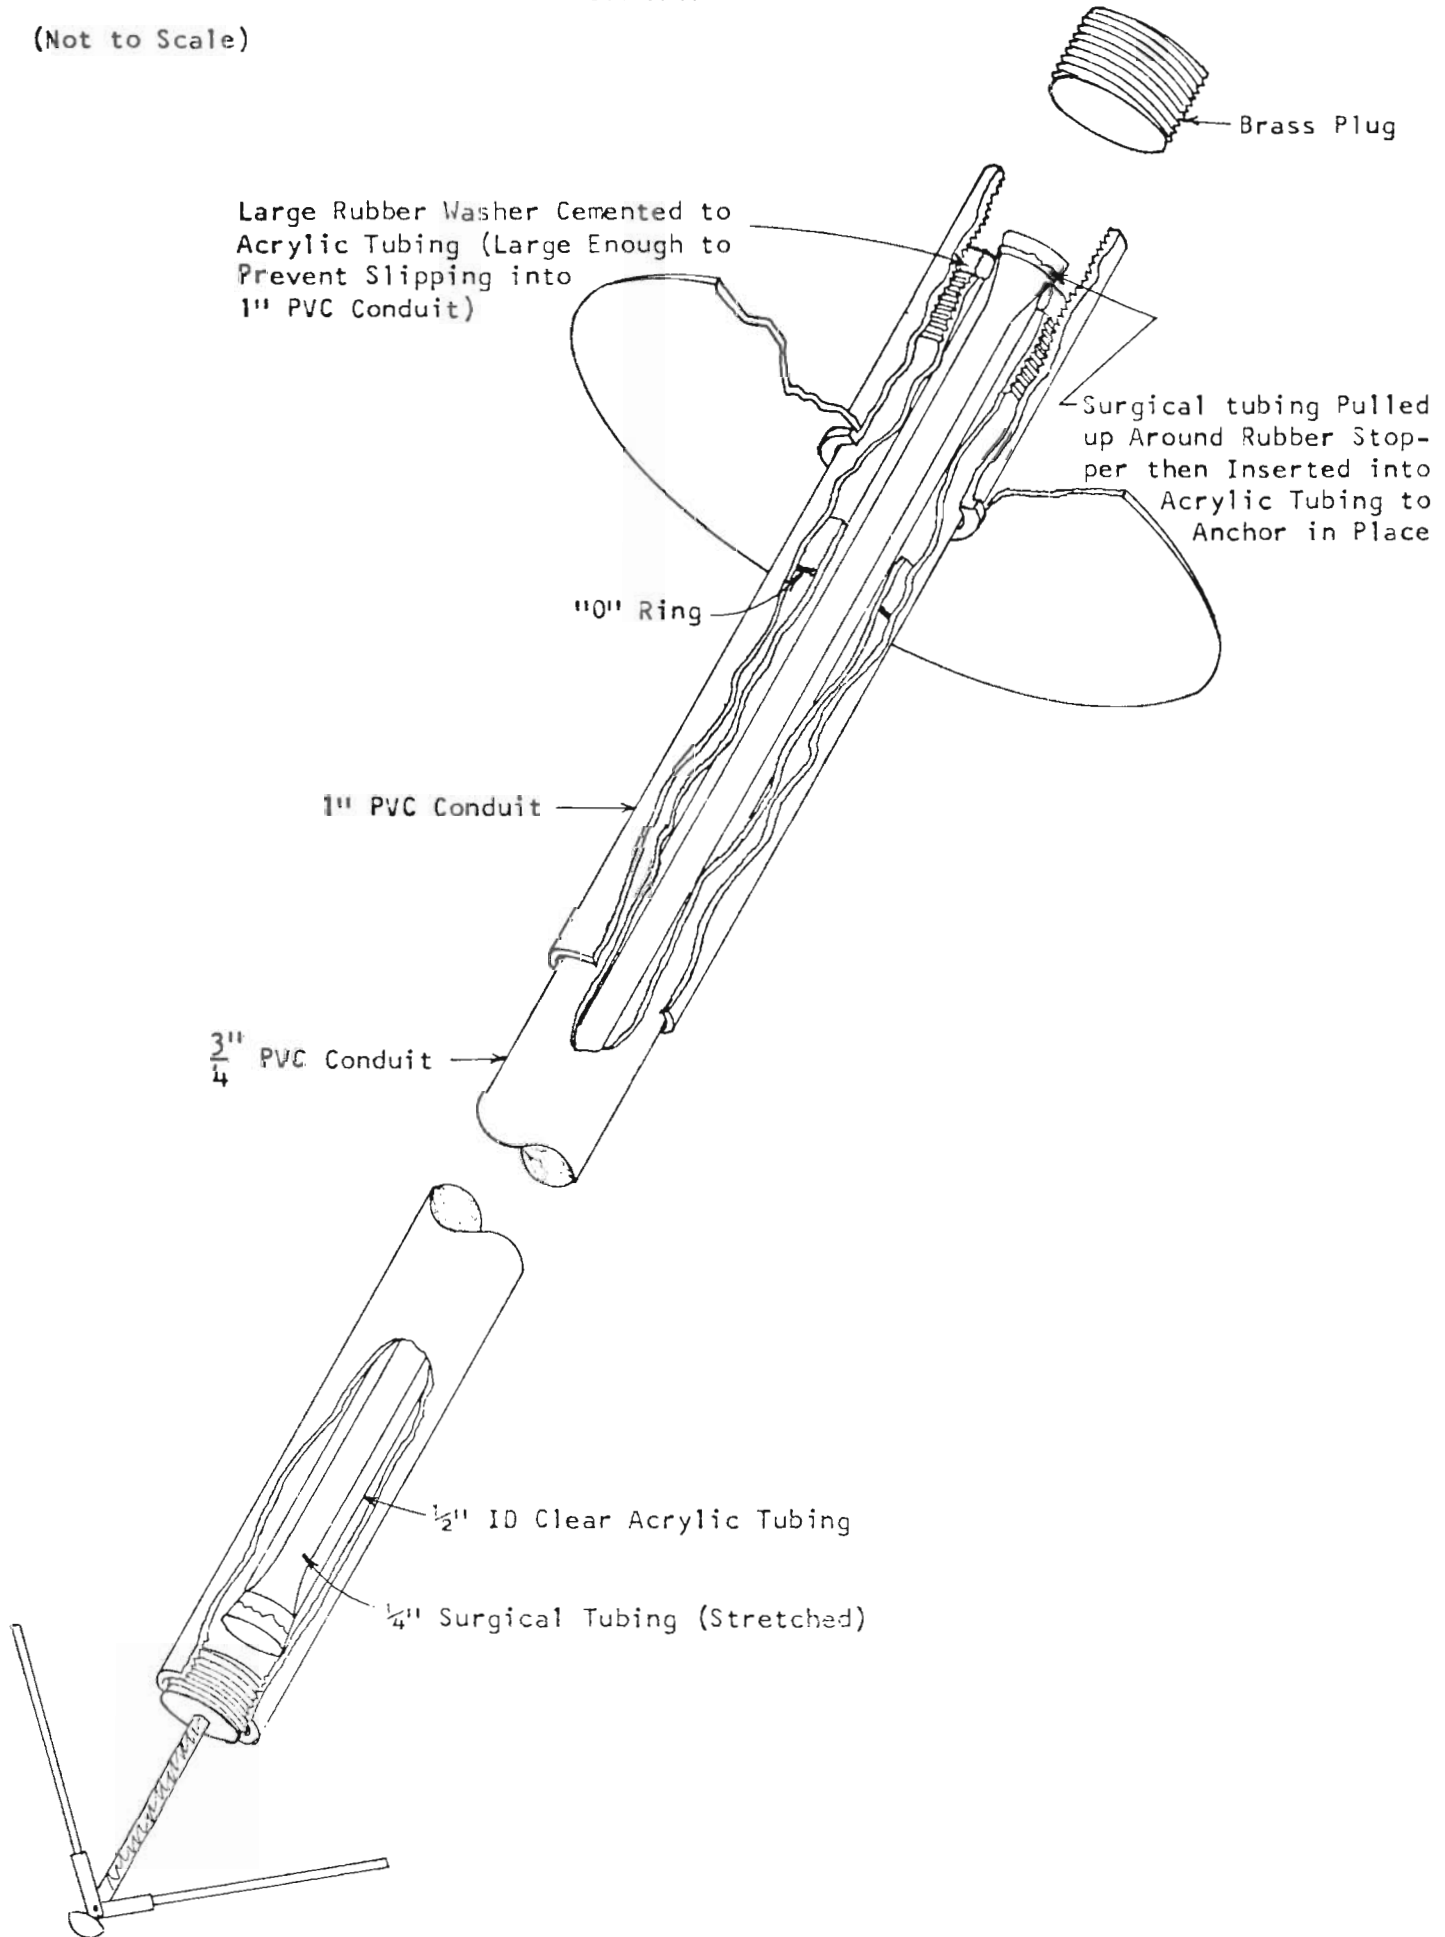 (Not to Scale)
Brass Plug
Large Rubber Washer Cemented to
Acrylic Tubing (Large Enough to
Prevent Slipping into
1" PVC Conduit)
Surgical tubing Pulled
up Around Rubber Stop-
per then Inserted into
Acrylic Tubing to
Anchor in Place
"O" Ring
1" PVC Conduit
3/4" PVC Conduit
1/2" ID Clear Acrylic Tubing
1/4" Surgical Tubing (Stretched)